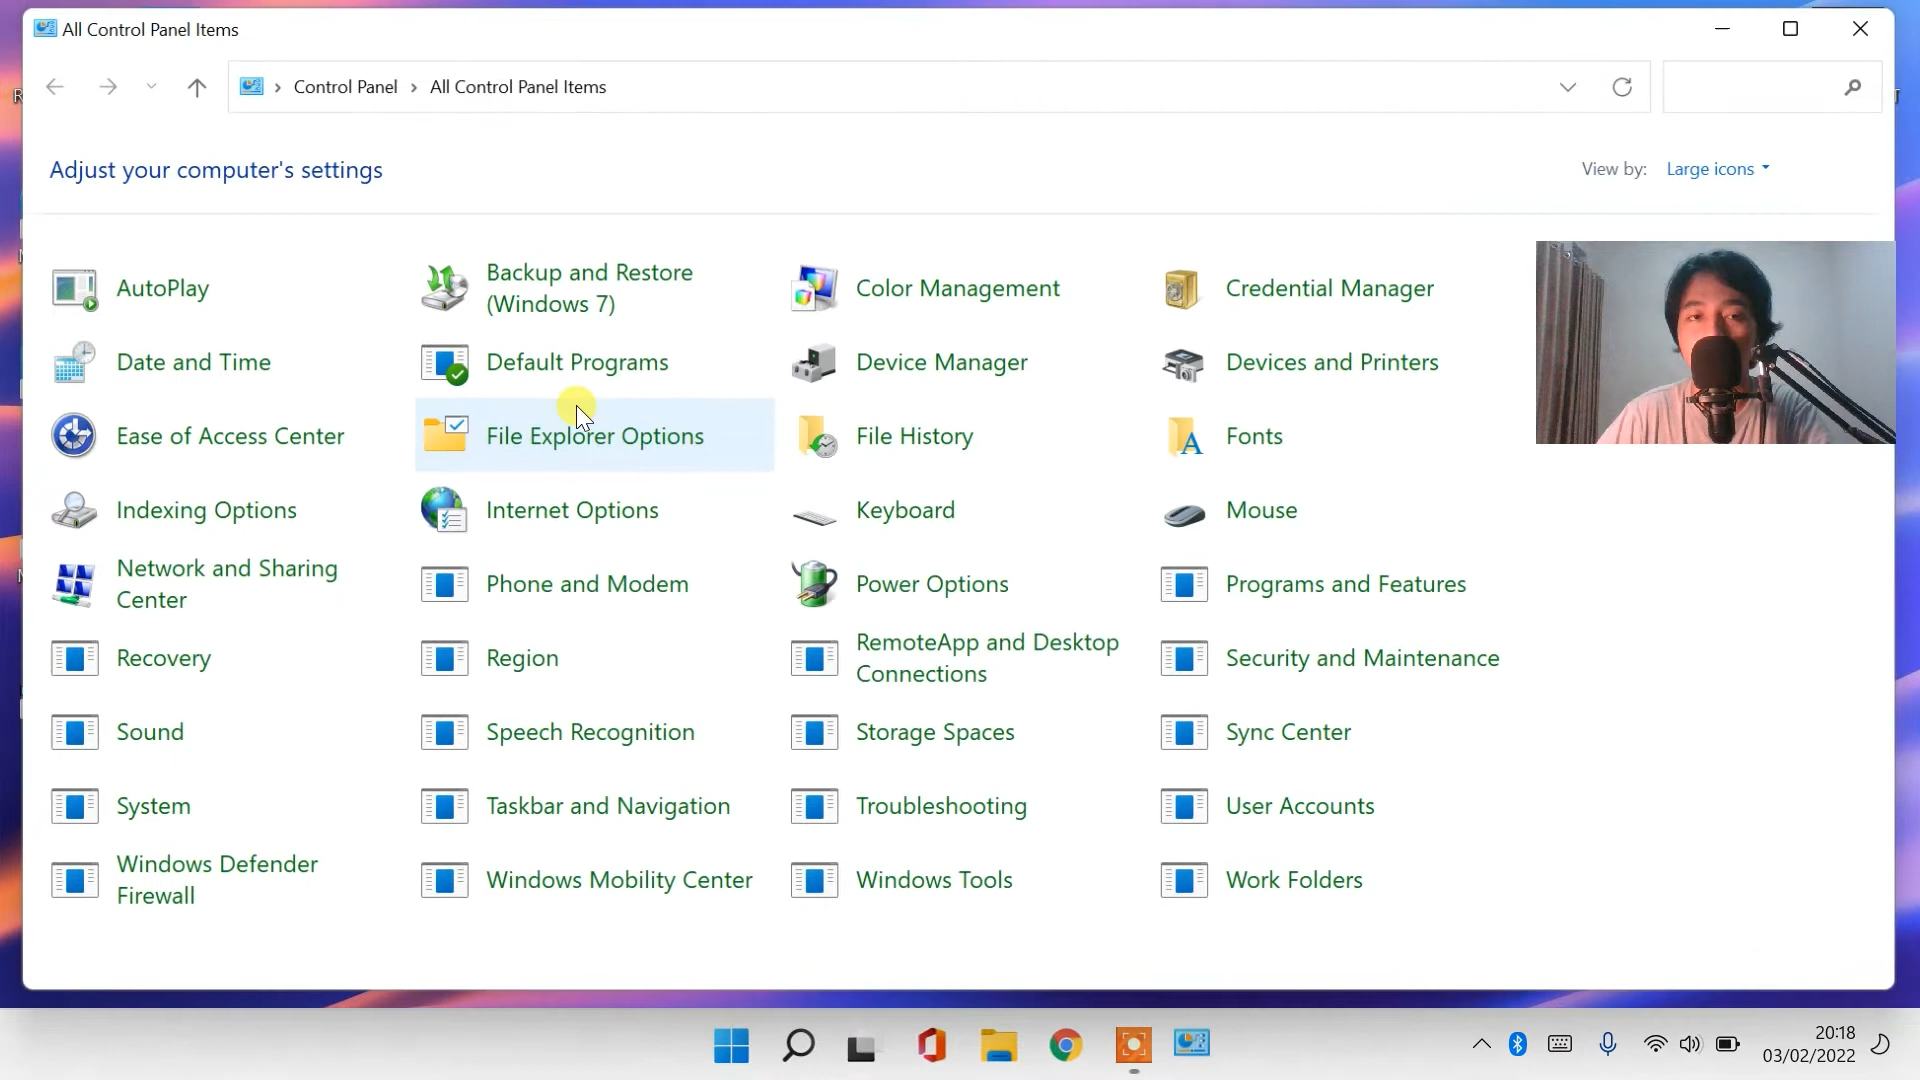 All Control Panel Items
Control Panel > All Control Panel Items
Adjust your computer's settings
View by: Large icons
AutoPlay
Backup and Restore
(Windows 7)
Color Management
Credential Manager
Date and Time
Default Programs
Device Manager
Devices and Printers
Ease of Access Center
File Explorer Options
File History
Fonts
Indexing Options
Internet Options
Keyboard
Mouse
Network and Sharing
Center
Phone and Modem
Power Options
Programs and Features
Recovery
Region
RemoteApp and Desktop
Connections
Security and Maintenance
Sound
Speech Recognition
Storage Spaces
Sync Center
System
Taskbar and Navigation
Troubleshooting
User Accounts
Windows Defender
Firewall
Windows Mobility Center
Windows Tools
Work Folders
20:18
03/02/2022